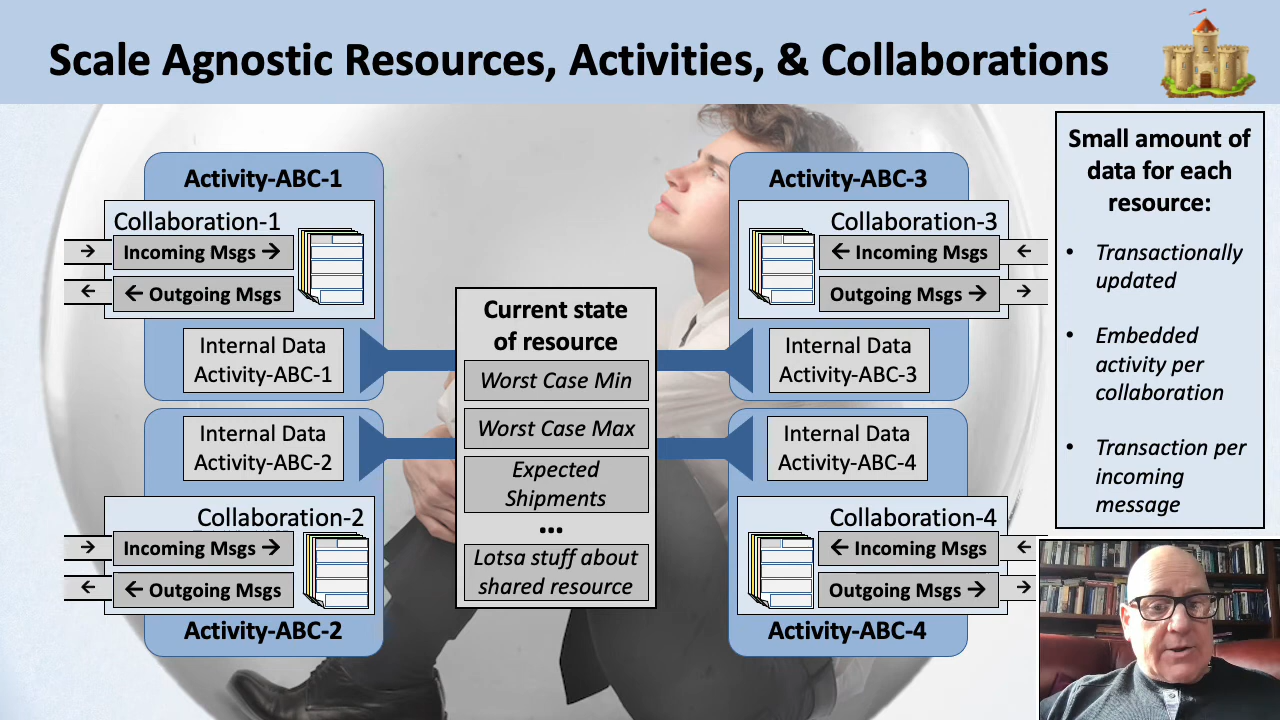 Scale Agnostic Resources, Activities, & Collaborations
Activity-ABC-1
Collaboration-1
→ Incoming Msgs →
← ← Outgoing Msgs
Internal Data
Activity-ABC-1
Internal Data
Activity-ABC-2
Collaboration-2
→ Incoming Msgs →
← ← Outgoing Msgs
Activity-ABC-2
Current state
of resource
Worst Case Min
Worst Case Max
Expected
Shipments
...
Lotsa stuff about
shared resource
Activity-ABC-3
Collaboration-3
← Incoming Msgs ←
Outgoing Msgs → →
Internal Data
Activity-ABC-3
Internal Data
Activity-ABC-4
Collaboration-4
← Incoming Msgs ←
Outgoing Msgs → →
Activity-ABC-4
Small amount of
data for each
resource:
• Transactionally
updated
• Embedded
activity per
collaboration
• Transaction per
incoming
message